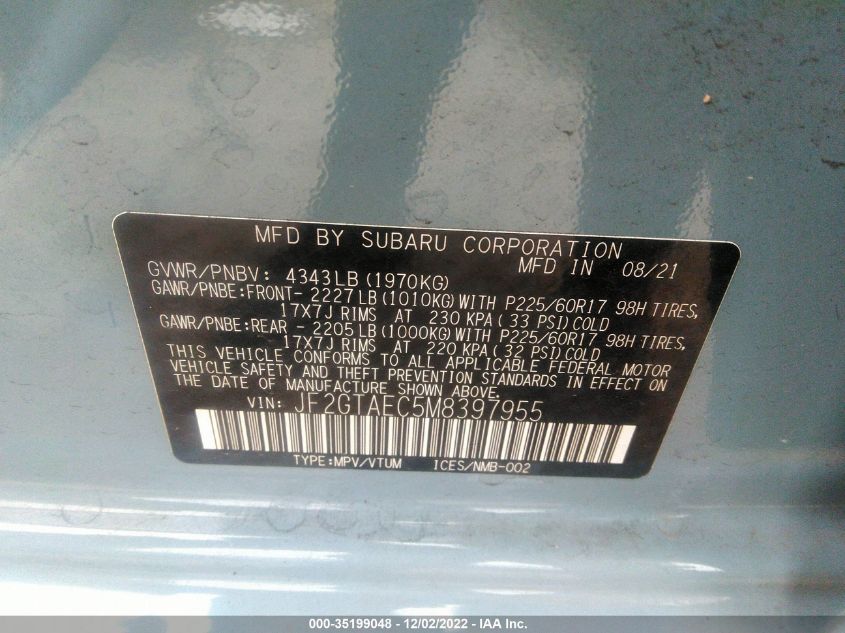 MFD BY SUBARU CORPORATION
MFD IN 08/21
GVWR/PNBV: 4343LB (1970KG)
GAWR/PNBE:FRONT- 2227LB (1010KG) WITH P225/60R17 98H TIRES,
17X7J RIMS AT 230 KPA (33 PSI) COLD
GAWR/PNBE:REAR - 2205LB (1000KG) WITH P225/60R17 98H TIRES,
17X7J RIMS AT 220 KPA (32 PSI) COLD
THIS VEHICLE CONFORMS TO ALL APPLICABLE FEDERAL MOTOR
VEHICLE SAFETY AND THEFT PREVENTION STANDARDS IN EFFECT ON
THE DATE OF MANUFACTURE SHOWN ABOVE.
VIN: JF2GTAEC5M8397955
TYPE:MPV/VTUM ICES/NMB-002
000-35199048 - 12/02/2022 - IAA Inc.